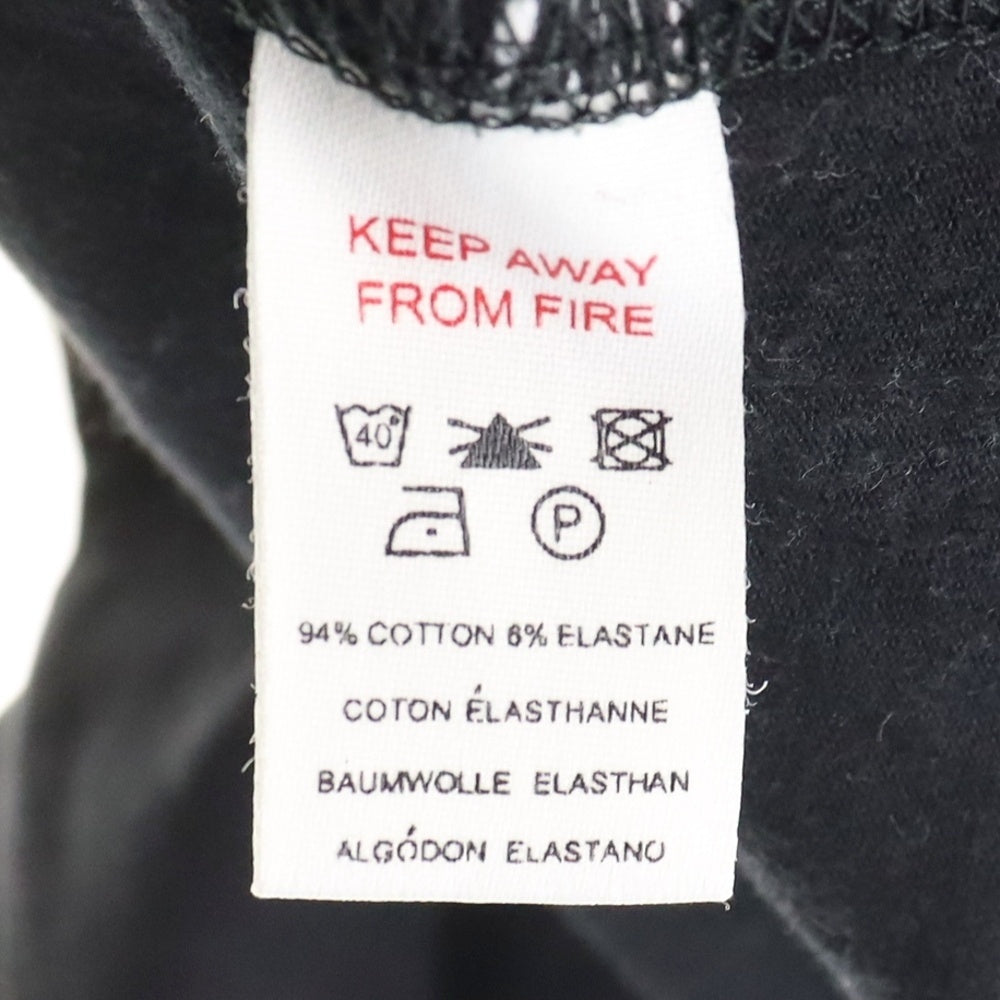 KEEP AWAY
FROM FIRE
40°
P
94% COTTON 6% ELASTANE
COTON ÉLASTHANNE
BAUMWOLLE ELASTHAN
ALGÓDON ELASTANO